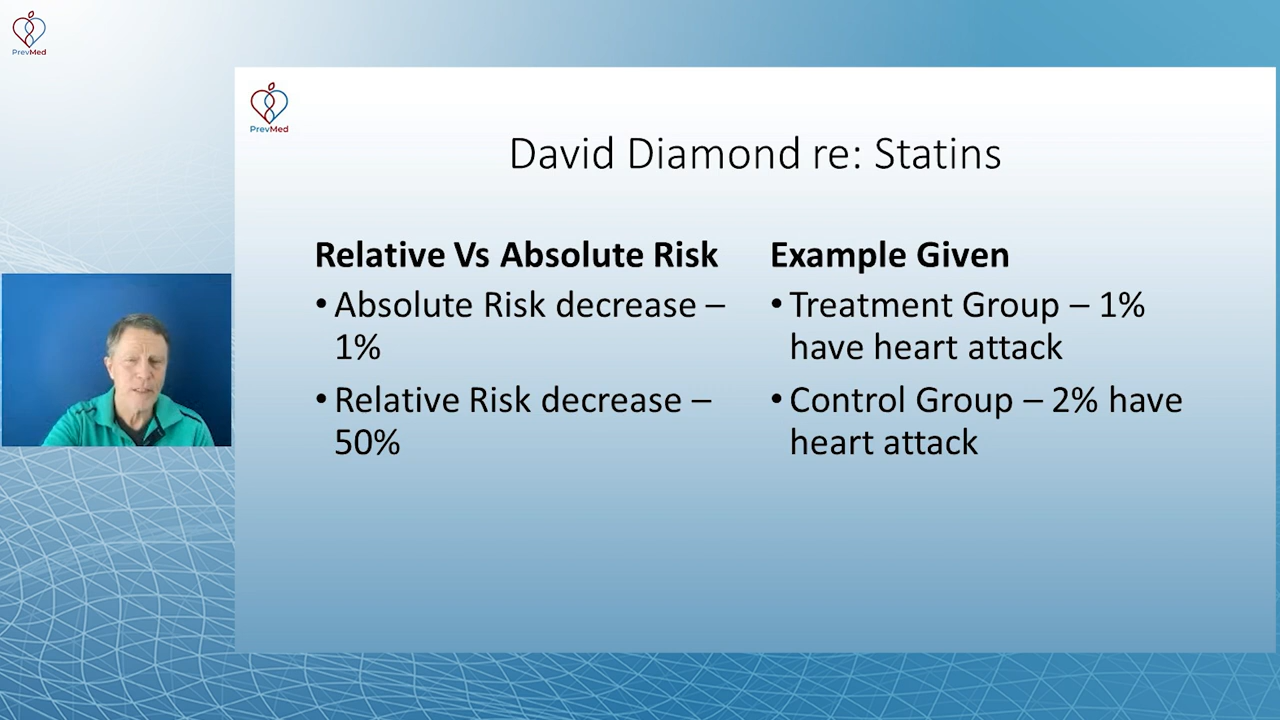 PrevMed
PrevMed
David Diamond re: Statins
Relative Vs Absolute Risk
• Absolute Risk decrease –
1%
• Relative Risk decrease –
50%
Example Given
• Treatment Group – 1%
have heart attack
• Control Group – 2% have
heart attack